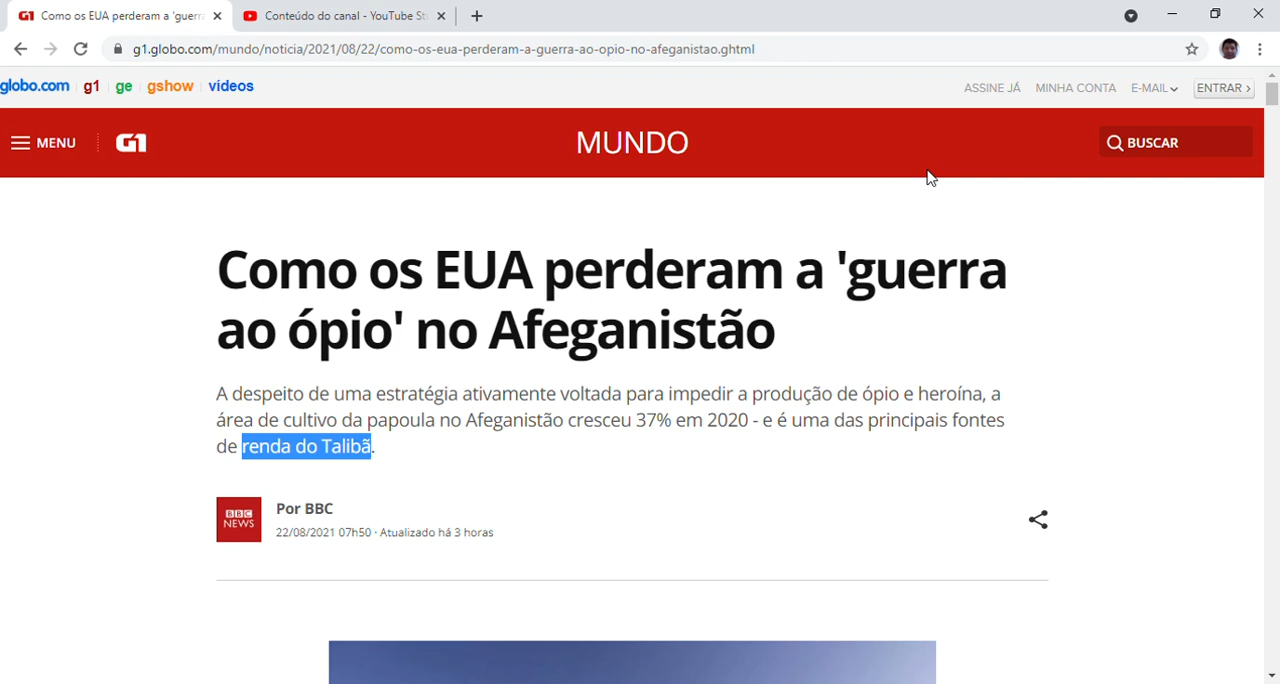 Como os EUA perderam a 'guerra
Conteúdo do canal - YouTube St
g1.globo.com/mundo/noticia/2021/08/22/como-os-eua-perderam-a-guerra-ao-opio-no-afeganistao.ghtml
globo.com g1 ge gshow vídeos ASSINE JÁ MINHA CONTA E-MAIL ENTRAR ›
MENU G1 MUNDO BUSCAR
Como os EUA perderam a 'guerra
ao ópio' no Afeganistão
A despeito de uma estratégia ativamente voltada para impedir a produção de ópio e heroína, a
área de cultivo da papoula no Afeganistão cresceu 37% em 2020 - e é uma das principais fontes
de renda do Talibã.
BBC
NEWS
Por BBC
22/08/2021 07h50 · Atualizado há 3 horas